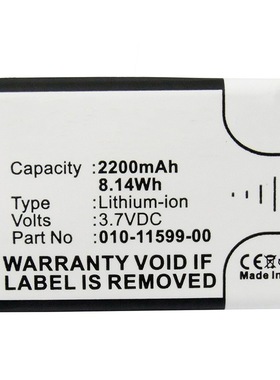 Capacity :2200mAh
8.14Wh
Type :Lithium-ion
Volts :3.7VDC
Part No :010-11599-00
WARRANTY VOID IF
LABEL IS REMOVED
CE
Made in